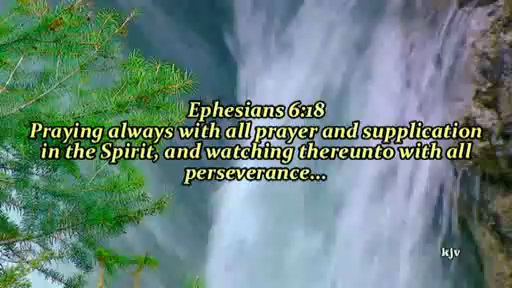 Ephesians 6:18
Praying always with all prayer and supplication
in the Spirit, and watching thereunto with all
perseverance...
kjv